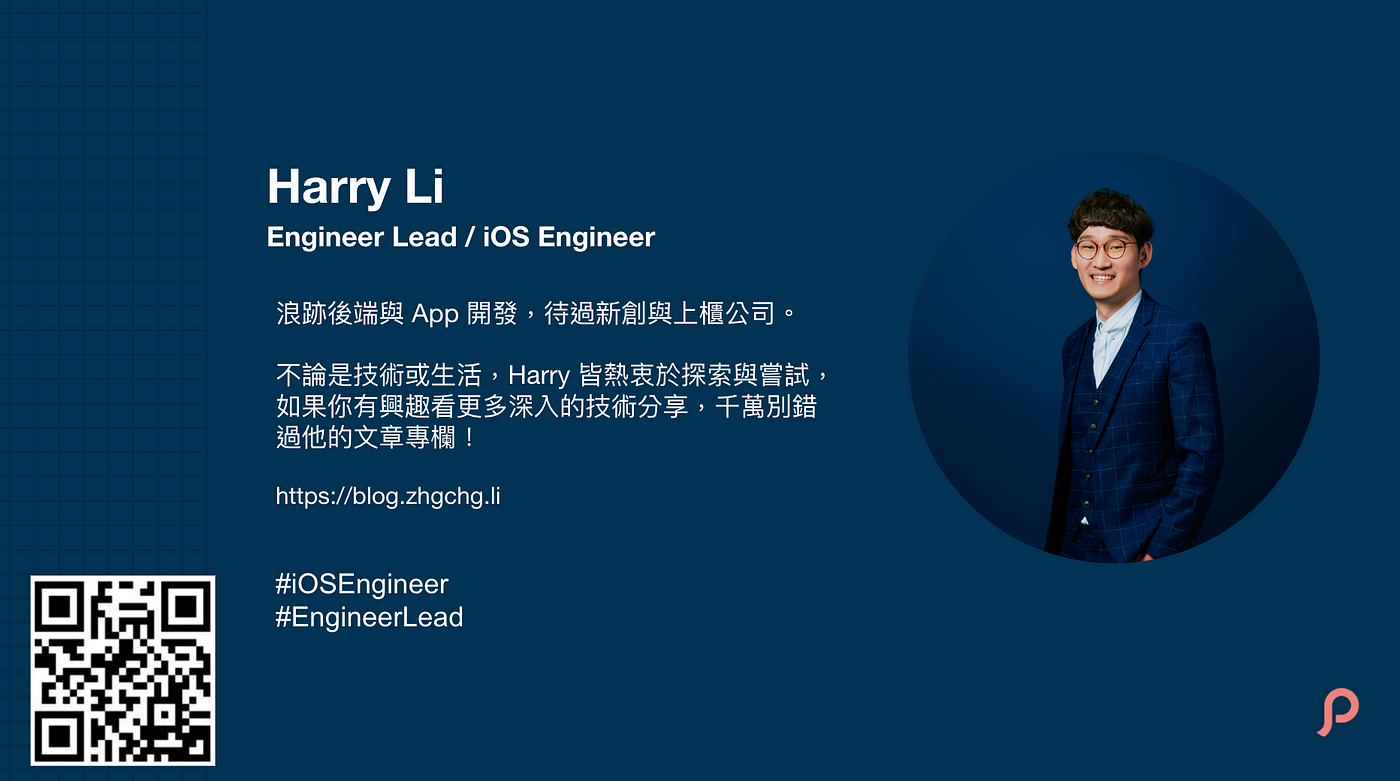 Harry Li
Engineer Lead / iOS Engineer
浪跡後端與 App 開發，待過新創與上櫃公司。
不論是技術或生活，Harry 皆熱衷於探索與嘗試，
如果你有興趣看更多深入的技術分享，千萬別錯
過他的文章專欄！
https://blog.zhgchg.li
#iOSEngineer
#EngineerLead